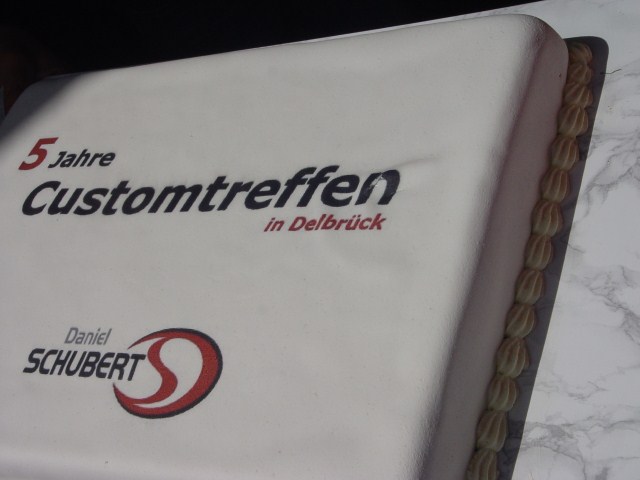 5 Jahre
Customtreffen
in Delbrück
Daniel
SCHUBERT